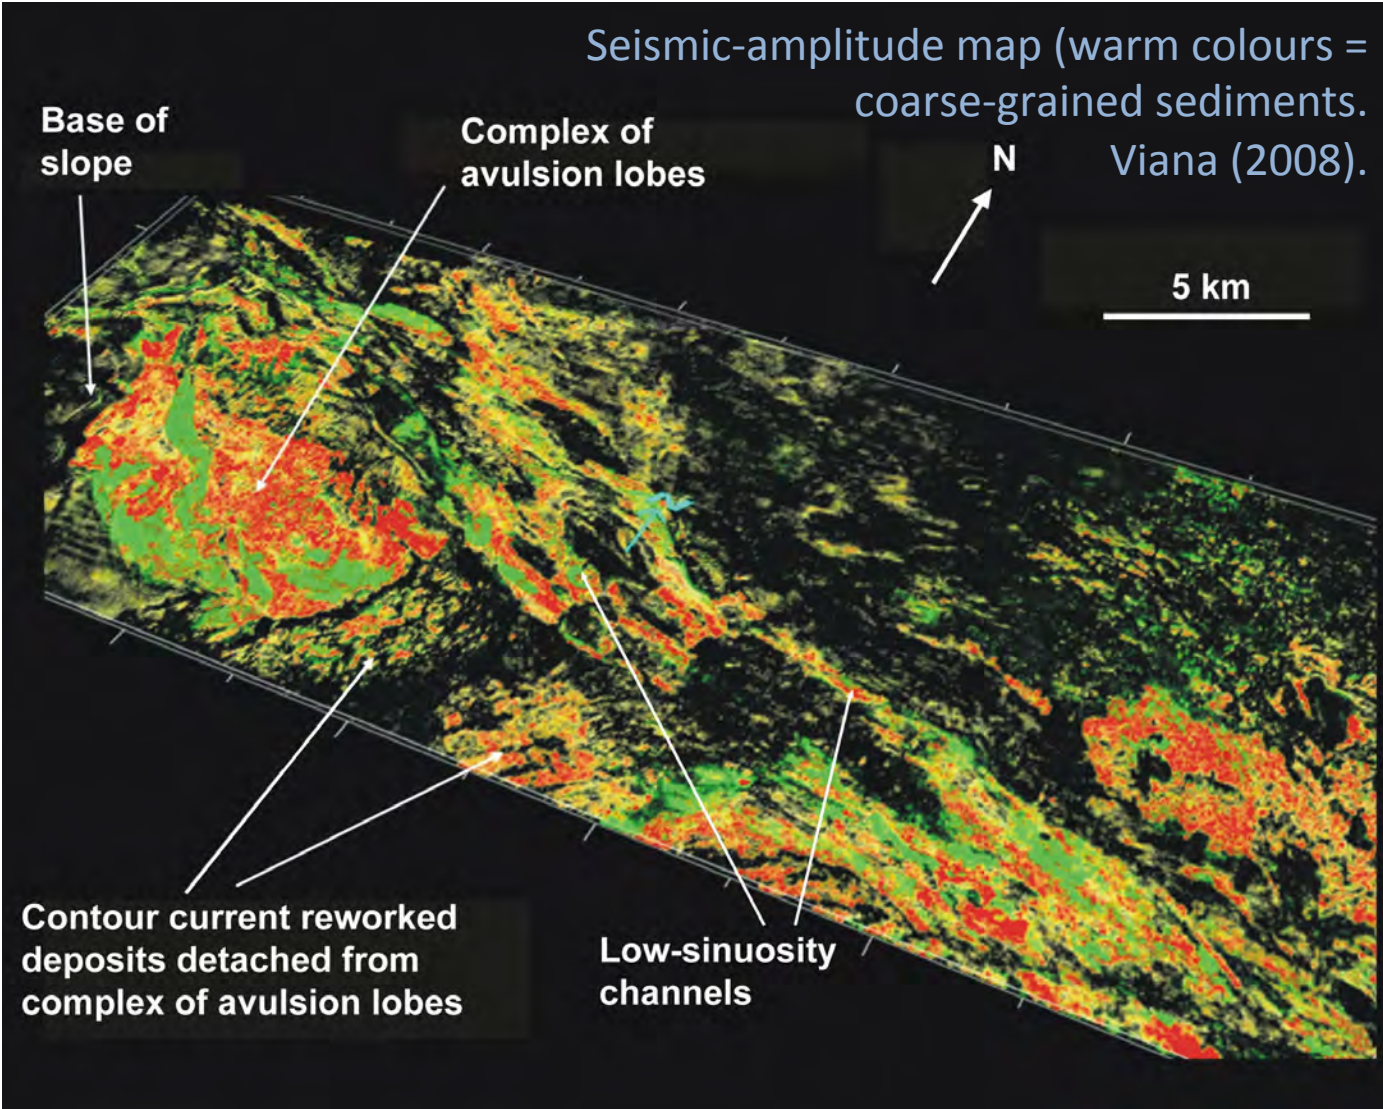 Seismic-amplitude map (warm colours =
coarse-grained sediments.
Viana (2008).
Base of
slope
Complex of
avulsion lobes
N
5 km
Contour current reworked
deposits detached from
complex of avulsion lobes
Low-sinuosity
channels